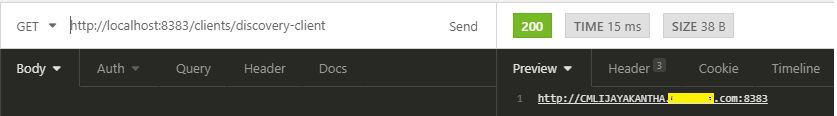 GET http://localhost:8383/clients/discovery-client Send 200 TIME 15 ms SIZE 38 B
Body Auth Query Header Docs Preview Header 3 Cookie Timeline
1 http://CMLIJAYAKANTHA. .com:8383